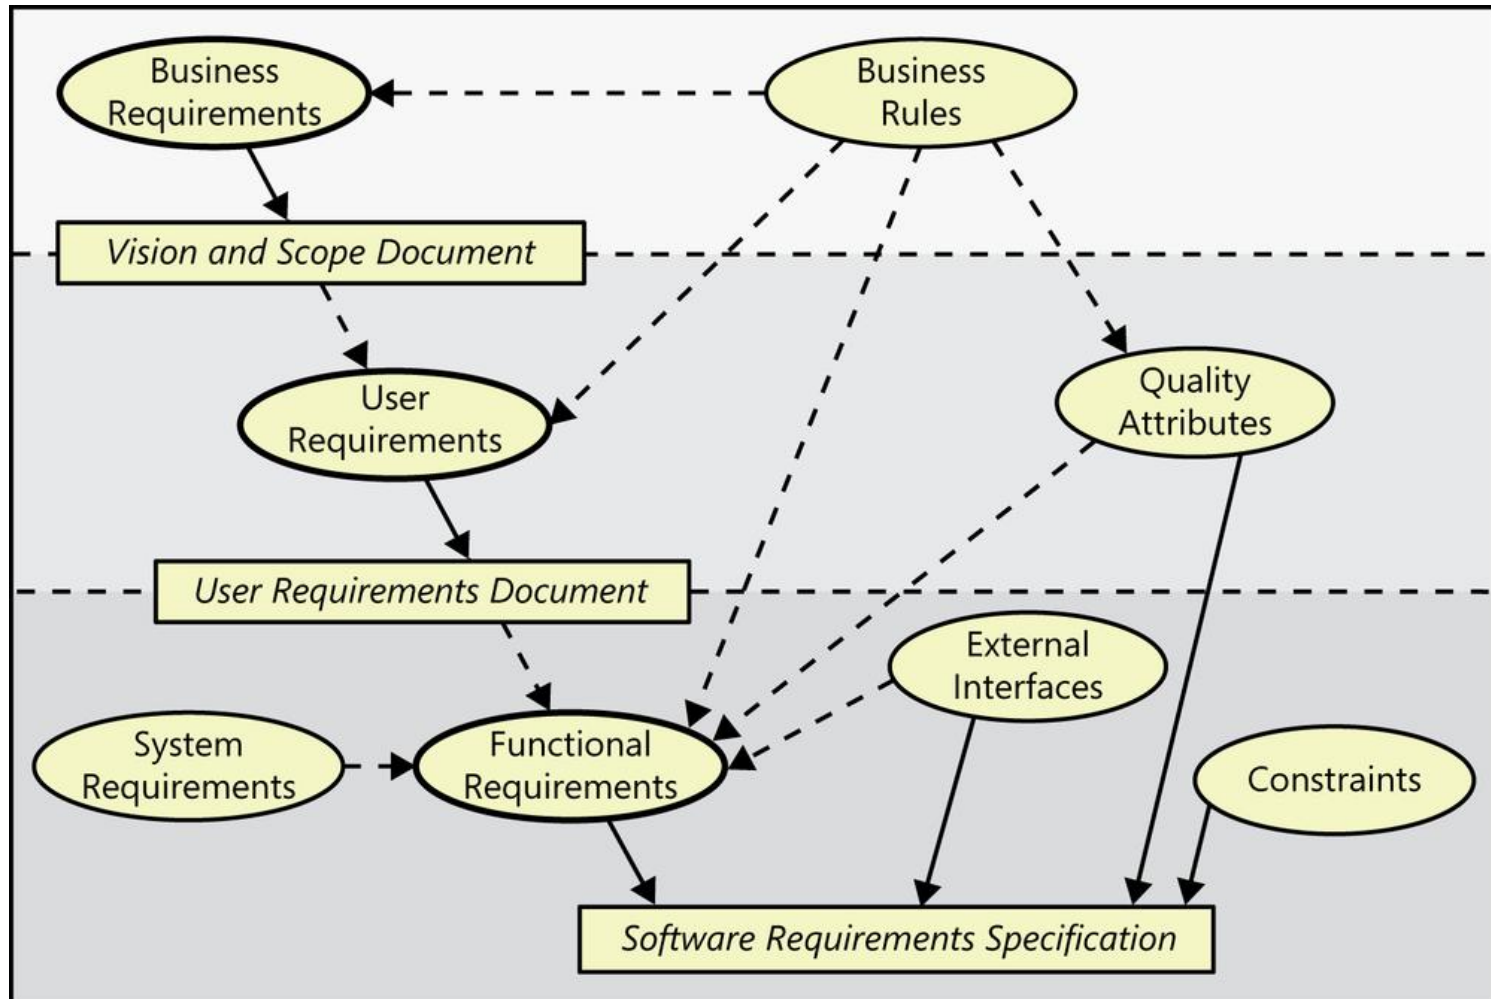 Business
Requirements
Business
Rules
Vision and Scope Document
User
Requirements
Quality
Attributes
User Requirements Document
External
Interfaces
System
Requirements
Functional
Requirements
Constraints
Software Requirements Specification